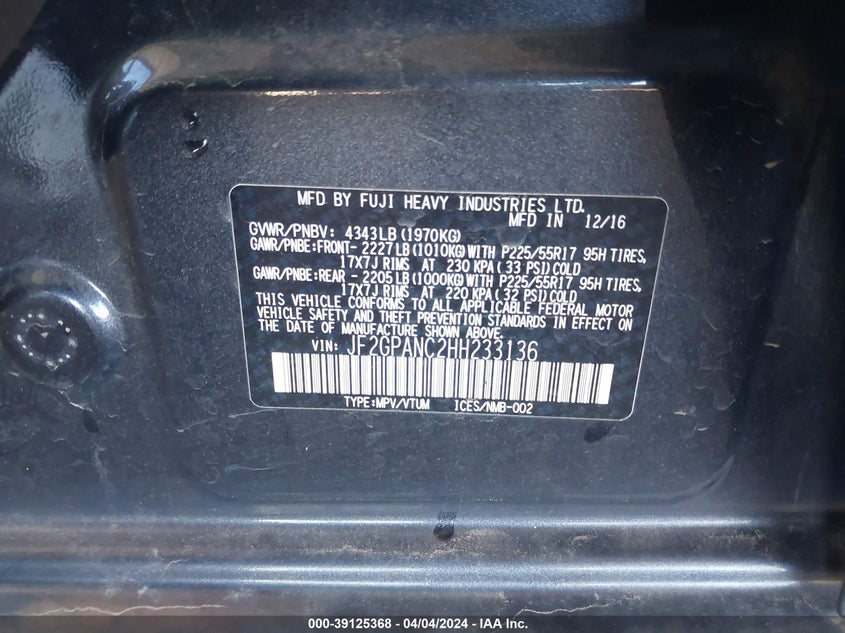 MFD BY FUJI HEAVY INDUSTRIES LTD.
MFD IN 12/16
GVWR/PNBV: 4343LB(1970KG)
GAWR/PNBE:FRONT- 2227LB(1010KG)WITH P225/55R17 95H TIRES,
17X7J RIMS AT 230 KPA(33 PSI)COLD
GAWR/PNBE:REAR - 2205LB(1000KG)WITH P225/55R17 95H TIRES,
17X7J RIMS AT 220 KPA(32 PSI)COLD
THIS VEHICLE CONFORMS TO ALL APPLICABLE FEDERAL MOTOR
VEHICLE SAFETY AND THEFT PREVENTION STANDARDS IN EFFECT ON
THE DATE OF MANUFACTURE SHOWN ABOVE.
VIN: JF2GPANC2HH233136
TYPE:MPV/VTUM ICES/NMB-002
000-39125368 - 04/04/2024 - IAA Inc.